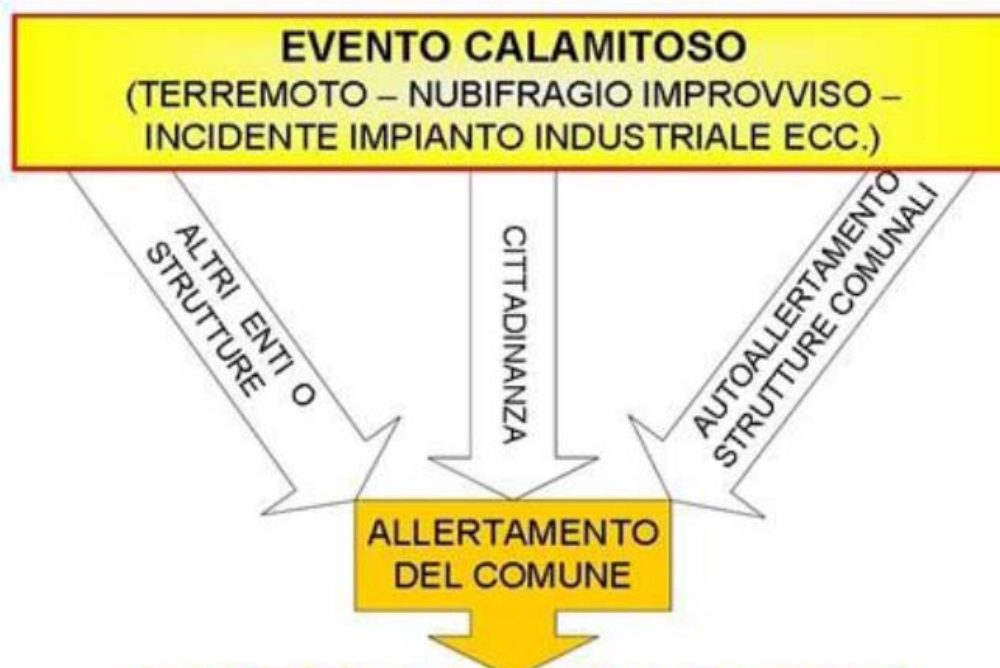 EVENTO CALAMITOSO
(TERREMOTO – NUBIFRAGIO IMPROVVISO –
INCIDENTE IMPIANTO INDUSTRIALE ECC.)
ALTRI ENTI O
STRUTTURE
CITTADINANZA
AUTOALLERTAMENTO
STRUTTURE COMUNALI
ALLERTAMENTO
DEL COMUNE